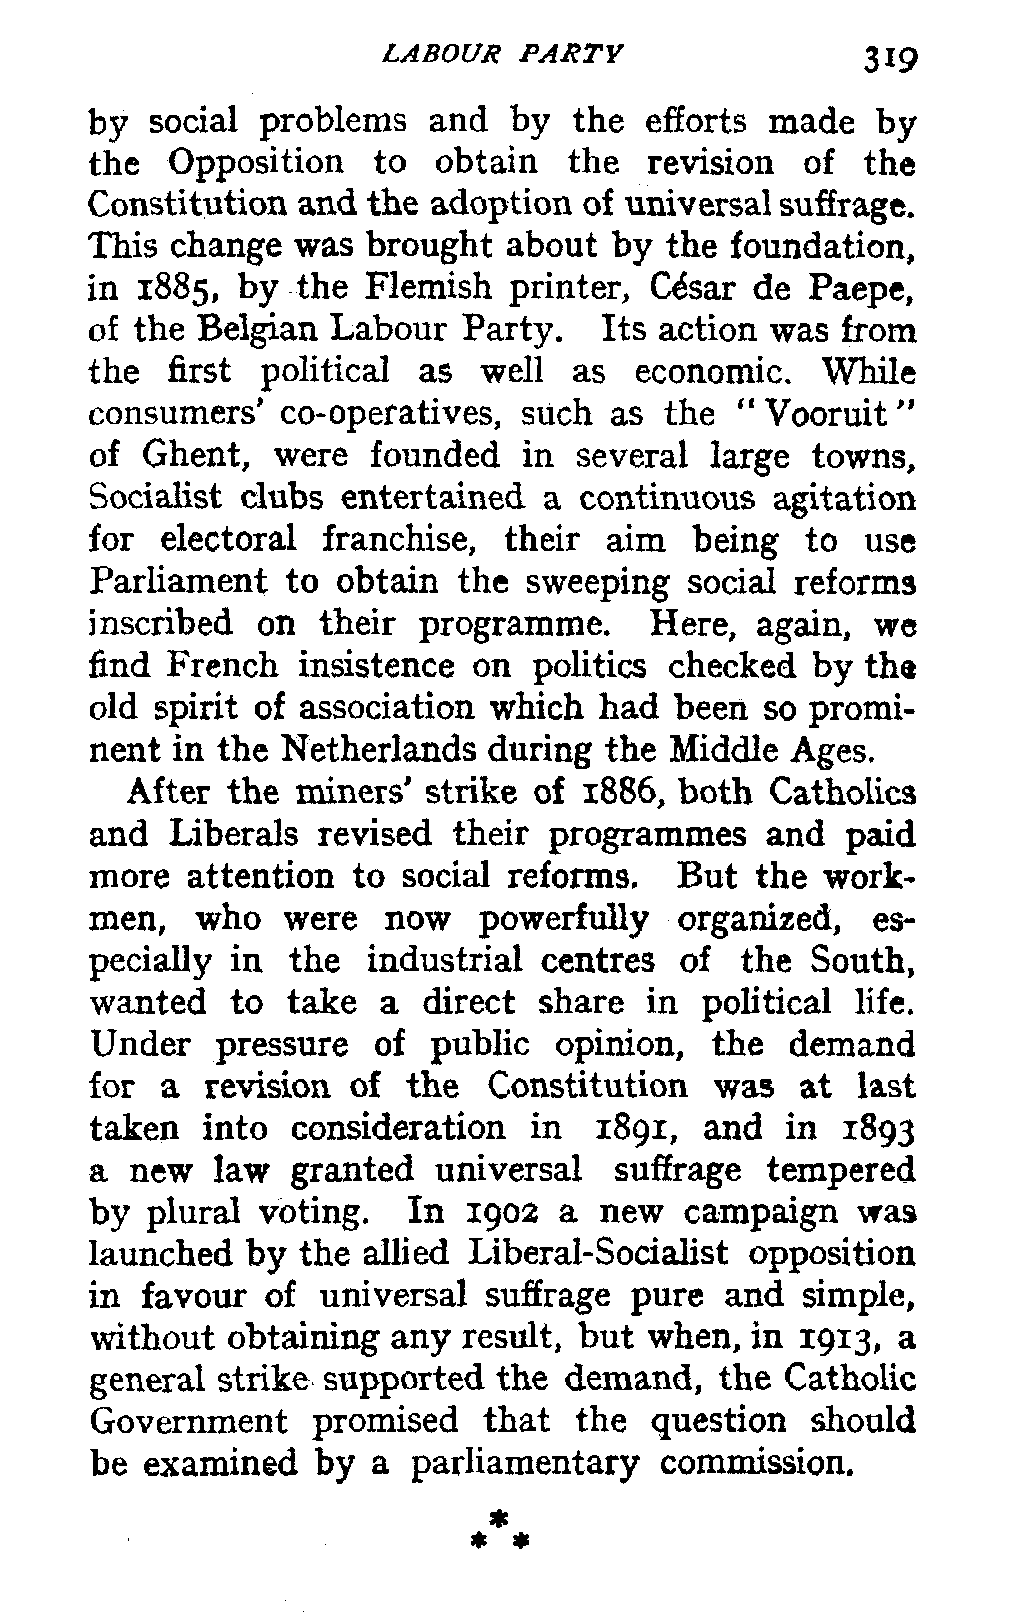 LABOUR PARTY 319
by social problems and by the efforts made by
the Opposition to obtain the revision of the
Constitution and the adoption of universal suffrage.
This change was brought about by the foundation,
in 1885, by the Flemish printer, César de Paepe,
of the Belgian Labour Party. Its action was from
the first political as well as economic. While
consumers' co-operatives, such as the "Vooruit"
of Ghent, were founded in several large towns,
Socialist clubs entertained a continuous agitation
for electoral franchise, their aim being to use
Parliament to obtain the sweeping social reforms
inscribed on their programme. Here, again, we
find French insistence on politics checked by the
old spirit of association which had been so promi-
nent in the Netherlands during the Middle Ages.
After the miners' strike of 1886, both Catholics
and Liberals revised their programmes and paid
more attention to social reforms. But the work-
men, who were now powerfully organized, es-
pecially in the industrial centres of the South,
wanted to take a direct share in political life.
Under pressure of public opinion, the demand
for a revision of the Constitution was at last
taken into consideration in 1891, and in 1893
a new law granted universal suffrage tempered
by plural voting. In 1902 a new campaign was
launched by the allied Liberal-Socialist opposition
in favour of universal suffrage pure and simple,
without obtaining any result, but when, in 1913, a
general strike supported the demand, the Catholic
Government promised that the question should
be examined by a parliamentary commission.
*
* *